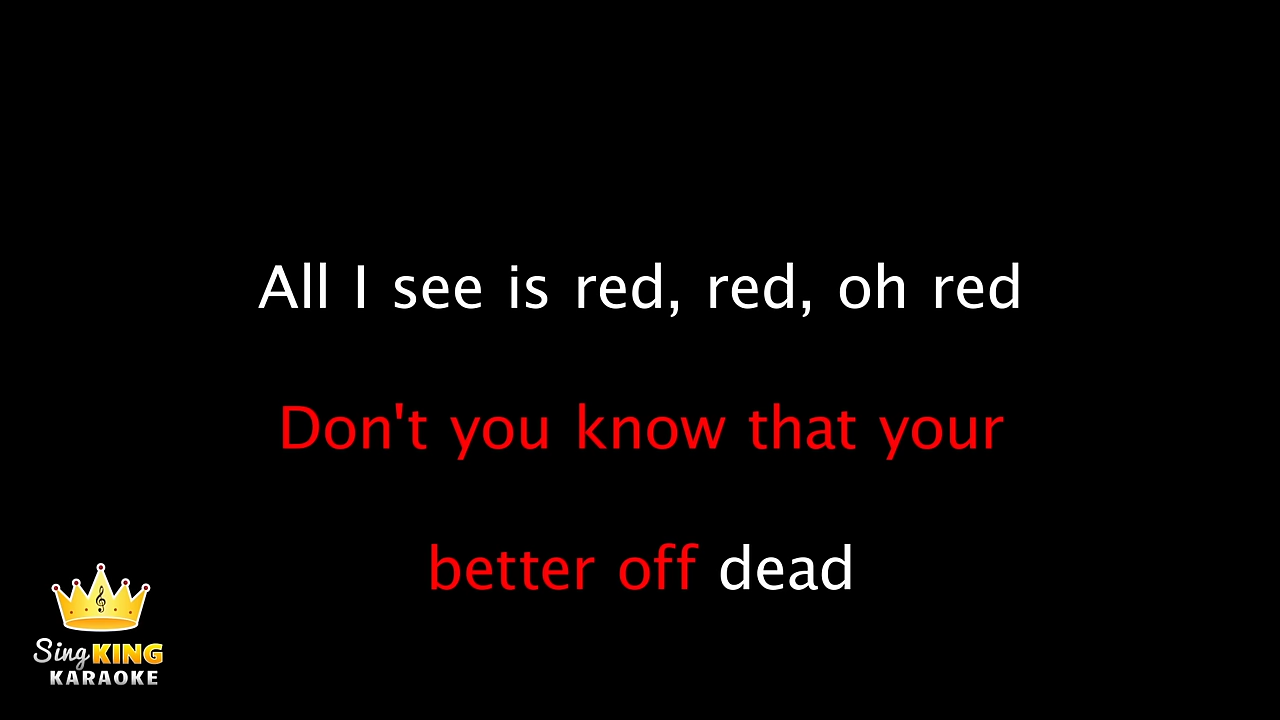 All I see is red, red, oh red
Don't you know that your
better off dead
Sing KING
KARAOKE